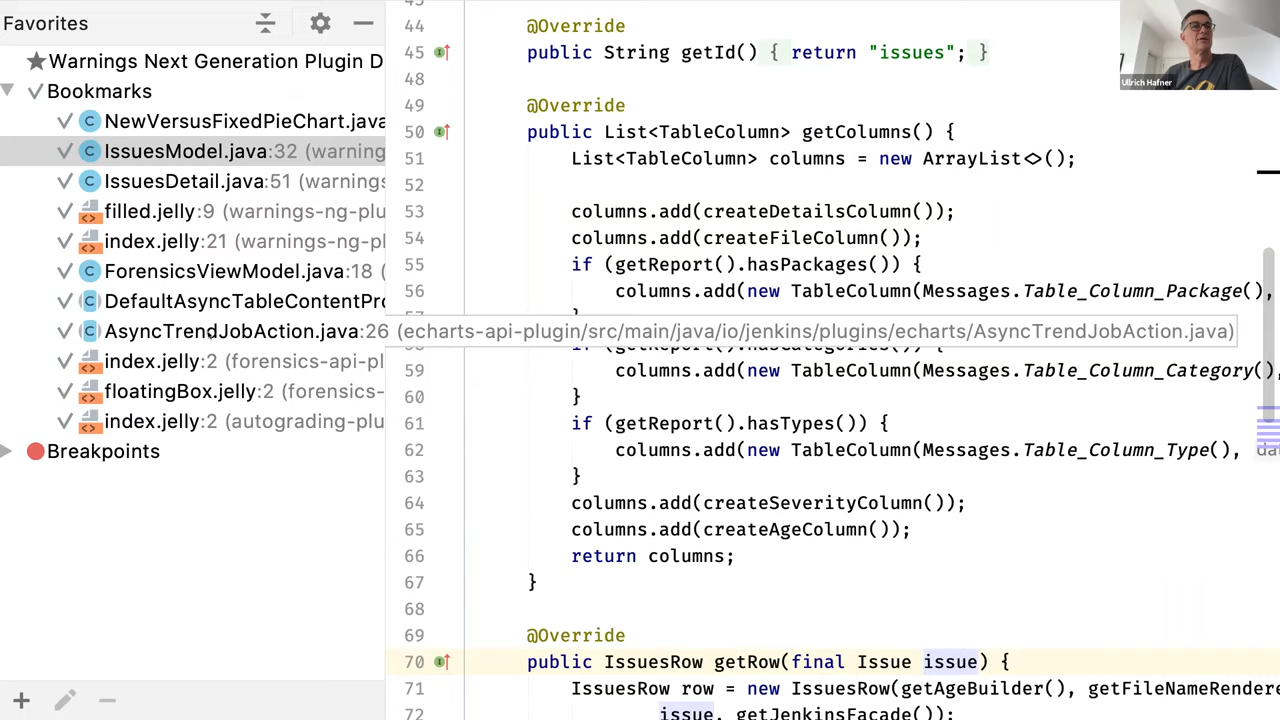 Favorites
Warnings Next Generation Plugin D
Bookmarks
NewVersusFixedPieChart.java
IssuesModel.java:32 (warning
IssuesDetail.java:51 (warnings-
filled.jelly:9 (warnings-ng-plu
index.jelly:21 (warnings-ng-pl
ForensicsViewModel.java:18 (
DefaultAsyncTableContentPro
AsyncTrendJobAction.java:26 (echarts-api-plugin/src/main/java/io/jenkins/plugins/echarts/AsyncTrendJobAction.java)
index.jelly:2 (forensics-api-p
floatingBox.jelly:2 (forensics-
index.jelly:2 (autograding-plu
Breakpoints
44 @Override
45 public String getId() { return "issues"; }
48
49 @Override
50 public List<TableColumn> getColumns() {
51 List<TableColumn> columns = new ArrayList<>();
52
53 columns.add(createDetailsColumn());
54 columns.add(createFileColumn());
55 if (getReport().hasPackages()) {
56 columns.add(new TableColumn(Messages.Table_Column_Package(),
59 columns.add(new TableColumn(Messages.Table_Column_Category(),
60 }
61 if (getReport().hasTypes()) {
62 columns.add(new TableColumn(Messages.Table_Column_Type(),
63 }
64 columns.add(createSeverityColumn());
65 columns.add(createAgeColumn());
66 return columns;
67 }
68
69 @Override
70 public IssuesRow getRow(final Issue issue) {
71 IssuesRow row = new IssuesRow(getAgeBuilder(), getFileNameRendere
72 issue, getJenkinsFacade());
Ullrich Hafner